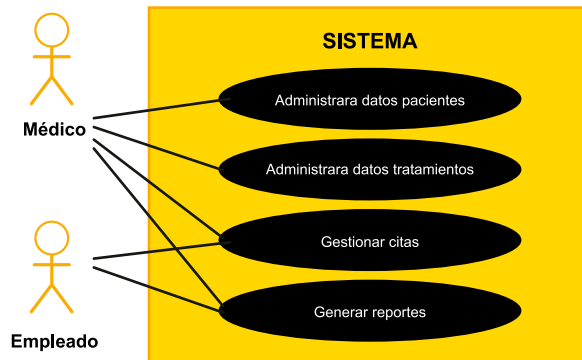 SISTEMA
Administrara datos pacientes
Médico
Administrara datos tratamientos
Gestionar citas
Generar reportes
Empleado